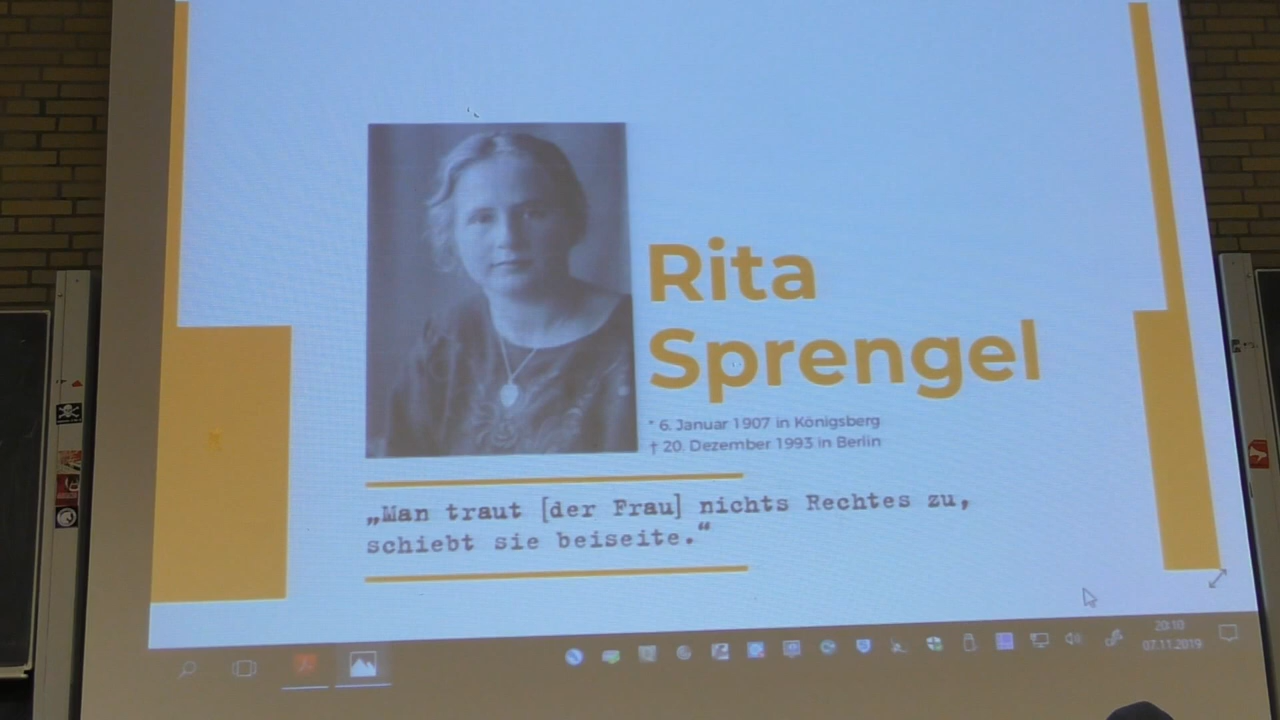 Rita
Sprengel
* 6. Januar 1907 in Königsberg
† 20. Dezember 1993 in Berlin
„Man traut [der Frau] nichts Rechtes zu,
schiebt sie beiseite.“
20:10
07.11.2019